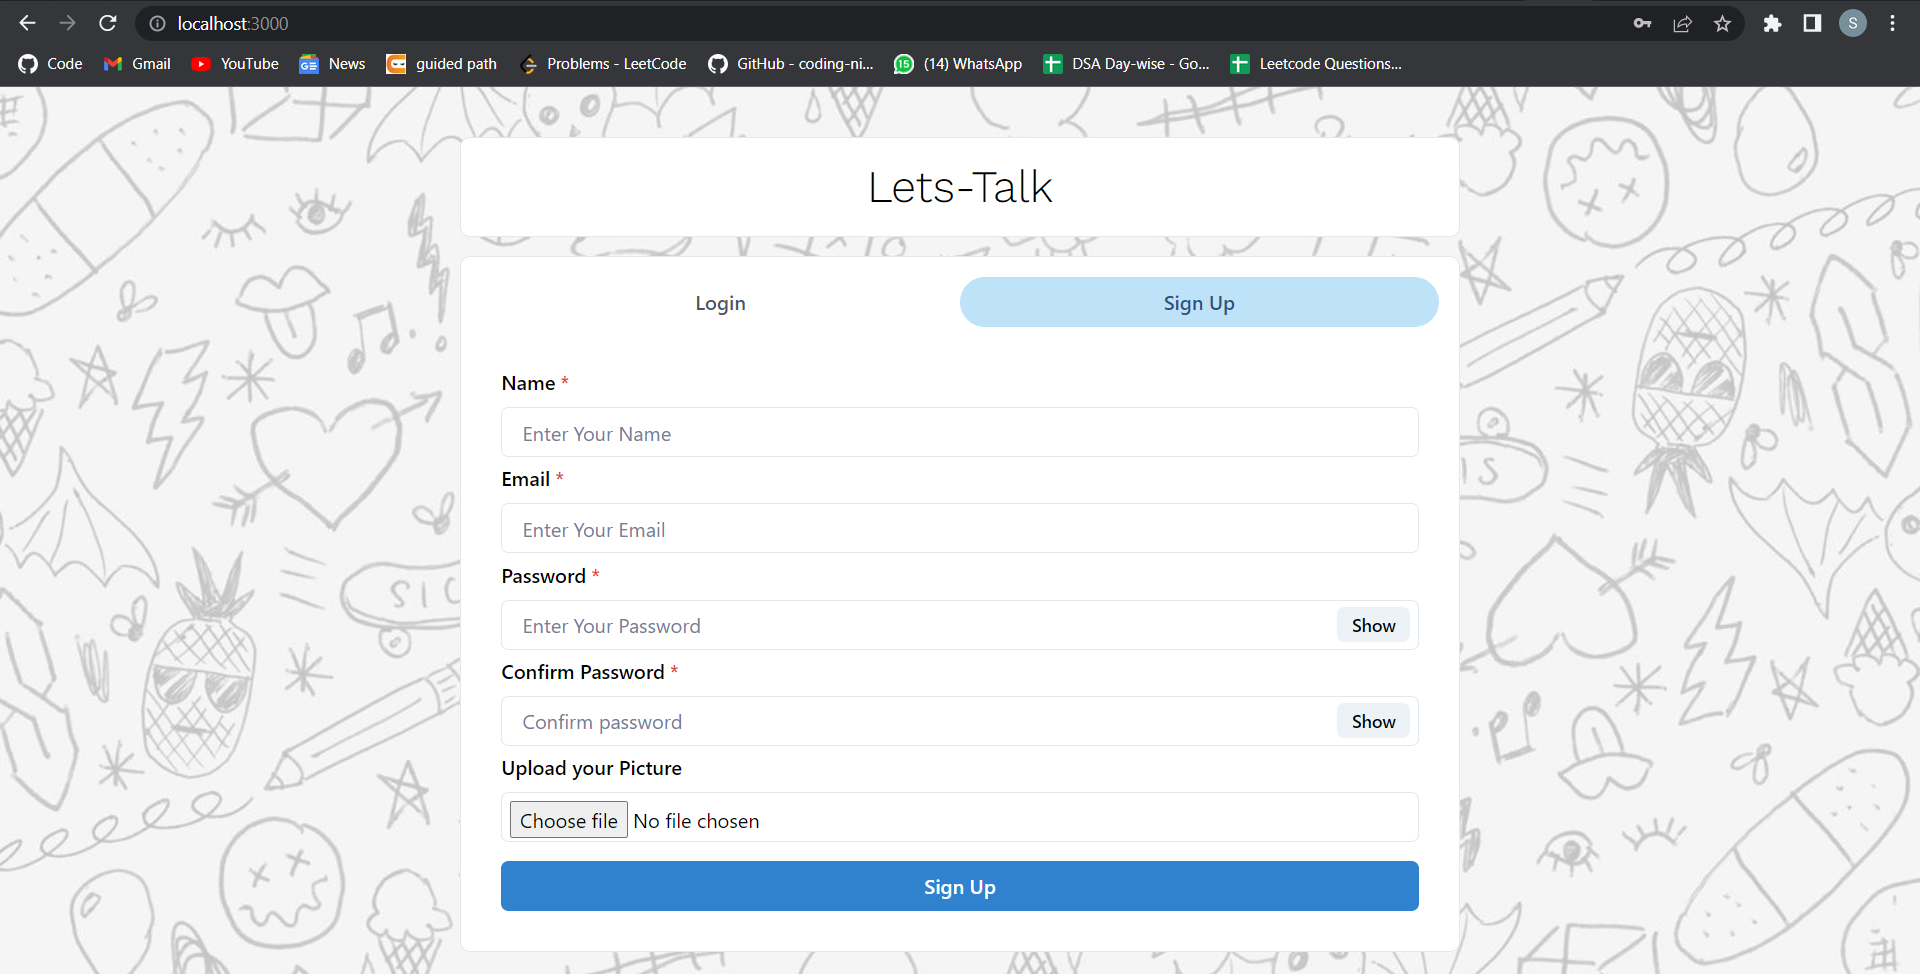 localhost:3000
S
Code Gmail YouTube News guided path Problems - LeetCode GitHub - coding-ni... 15 (14) WhatsApp DSA Day-wise - Go... Leetcode Questions...
Lets-Talk
Login Sign Up
Name *
Enter Your Name
Email *
Enter Your Email
Password *
Enter Your Password Show
Confirm Password *
Confirm password Show
Upload your Picture
Choose file No file chosen
Sign Up